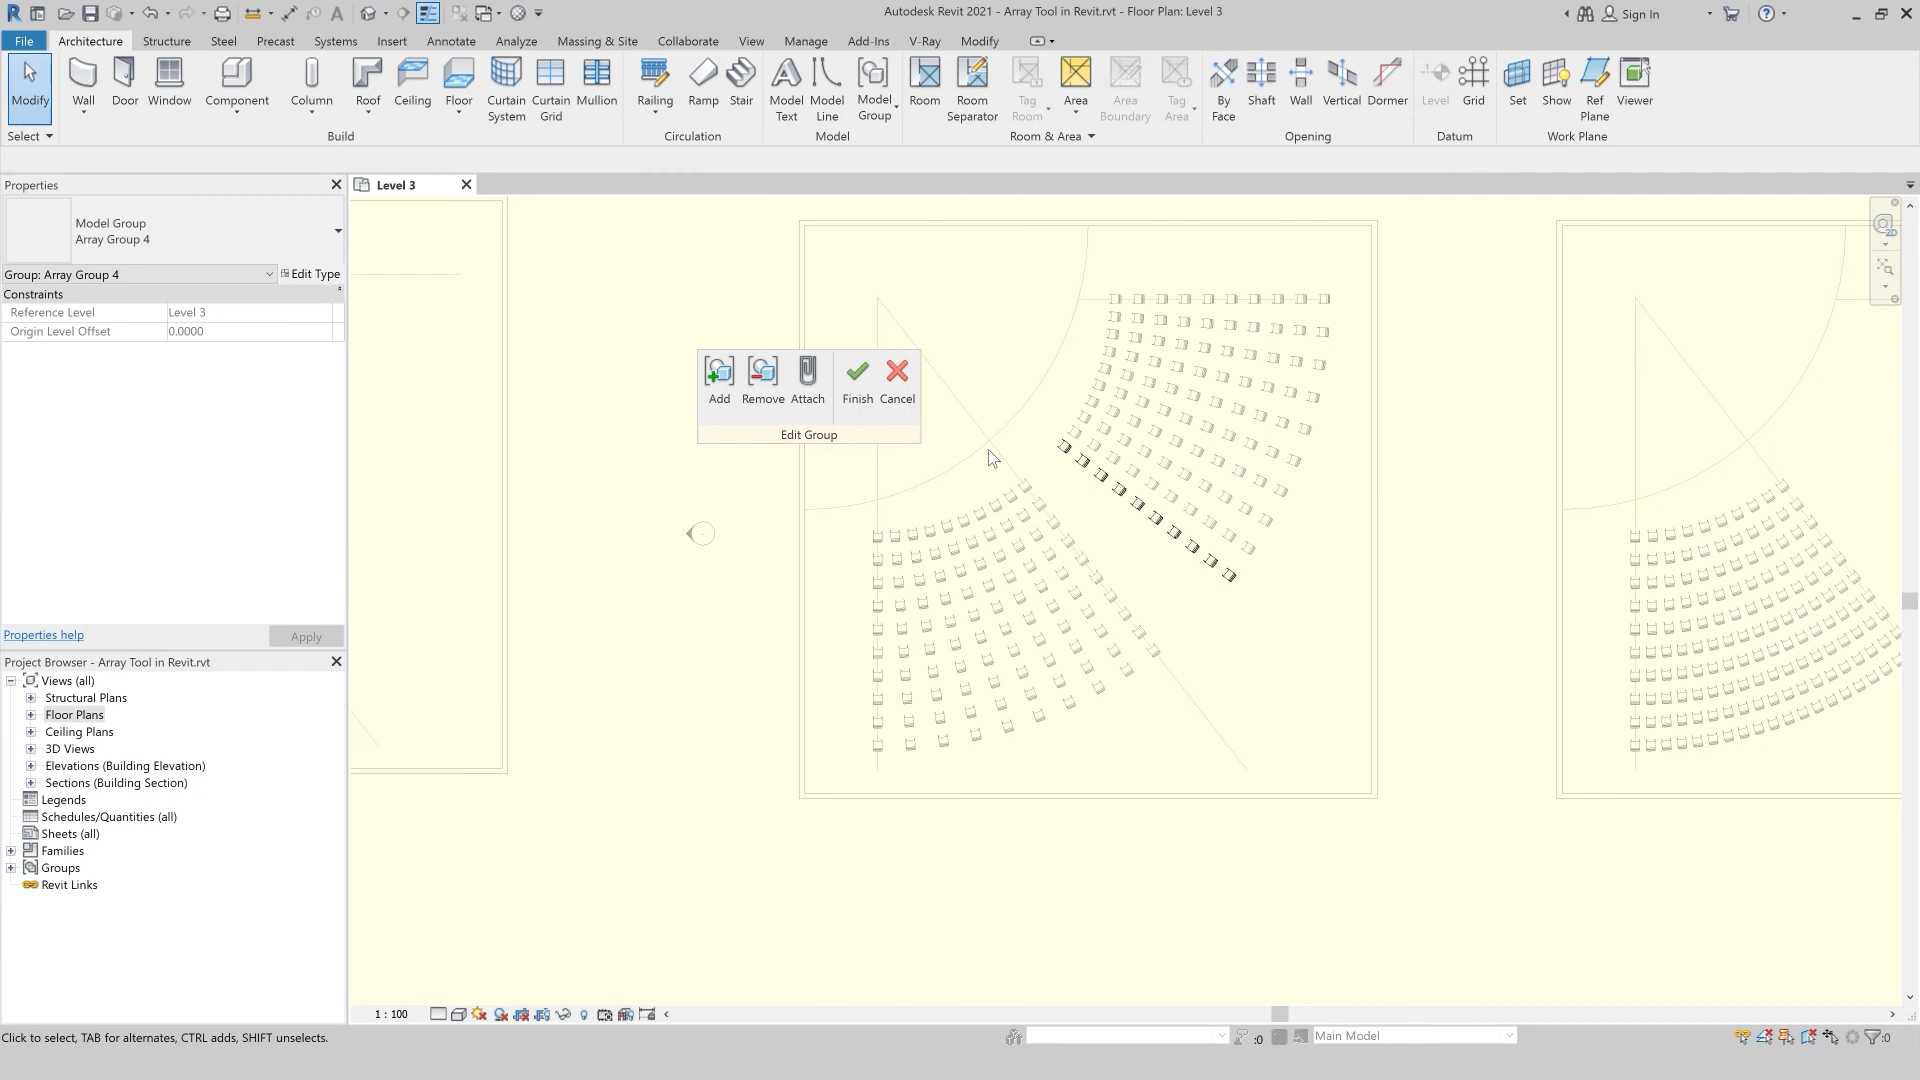 Autodesk Revit 2021 - Array Tool in Revit.rvt - Floor Plan: Level 3
Sign In
File Architecture Structure Steel Precast Systems Insert Annotate Analyze Massing & Site Collaborate View Manage Add-Ins V-Ray Modify
Modify
Wall
Door
Window
Component
Column
Roof
Ceiling
Floor
Curtain System
Curtain Grid
Mullion
Railing
Ramp
Stair
Model Text
Model Line
Model Group
Room
Room Separator
Tag Room
Area
Area Boundary
Tag Area
By Face
Shaft
Wall
Vertical
Dormer
Level
Grid
Set
Show
Ref Plane
Viewer
Select
Build
Circulation
Model
Room & Area
Opening
Datum
Work Plane
Properties
Level 3
Model Group
Array Group 4
Group: Array Group 4
Edit Type
Constraints
Reference Level Level 3
Origin Level Offset 0.0000
Properties help
Apply
Project Browser - Array Tool in Revit.rvt
Views (all)
Structural Plans
Floor Plans
Ceiling Plans
3D Views
Elevations (Building Elevation)
Sections (Building Section)
Legends
Schedules/Quantities (all)
Sheets (all)
Families
Groups
Revit Links
Add Remove Attach Finish Cancel
Edit Group
2D
1 : 100
Click to select, TAB for alternates, CTRL adds, SHIFT unselects.
:0
Main Model
:0